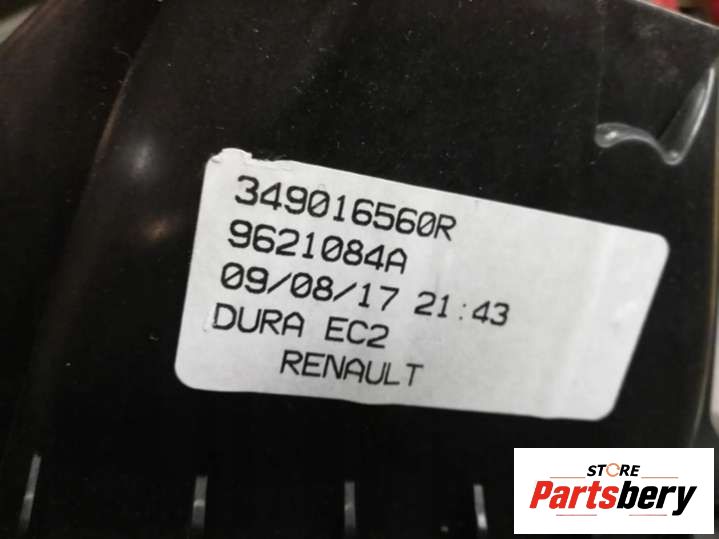 349016560R
9621084A
09/08/17 21:43
DURA EC2
RENAULT
STORE
Partsbery